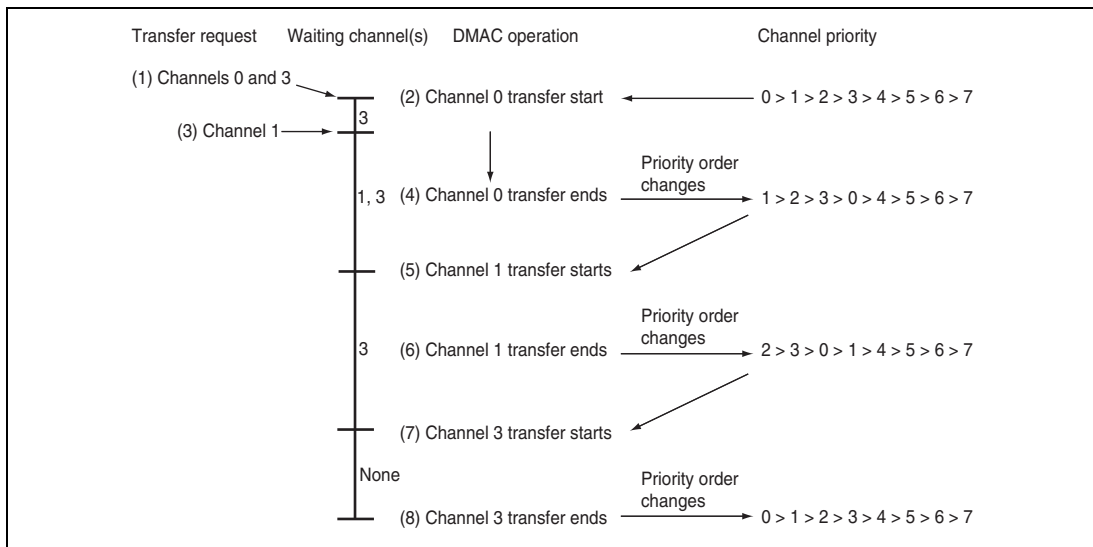 Transfer request Waiting channel(s) DMAC operation Channel priority
(1) Channels 0 and 3
(2) Channel 0 transfer start 0 > 1 > 2 > 3 > 4 > 5 > 6 > 7
3
(3) Channel 1
Priority order
changes
1, 3 (4) Channel 0 transfer ends 1 > 2 > 3 > 0 > 4 > 5 > 6 > 7
(5) Channel 1 transfer starts
Priority order
changes
3 (6) Channel 1 transfer ends 2 > 3 > 0 > 1 > 4 > 5 > 6 > 7
(7) Channel 3 transfer starts
None
Priority order
changes
(8) Channel 3 transfer ends 0 > 1 > 2 > 3 > 4 > 5 > 6 > 7